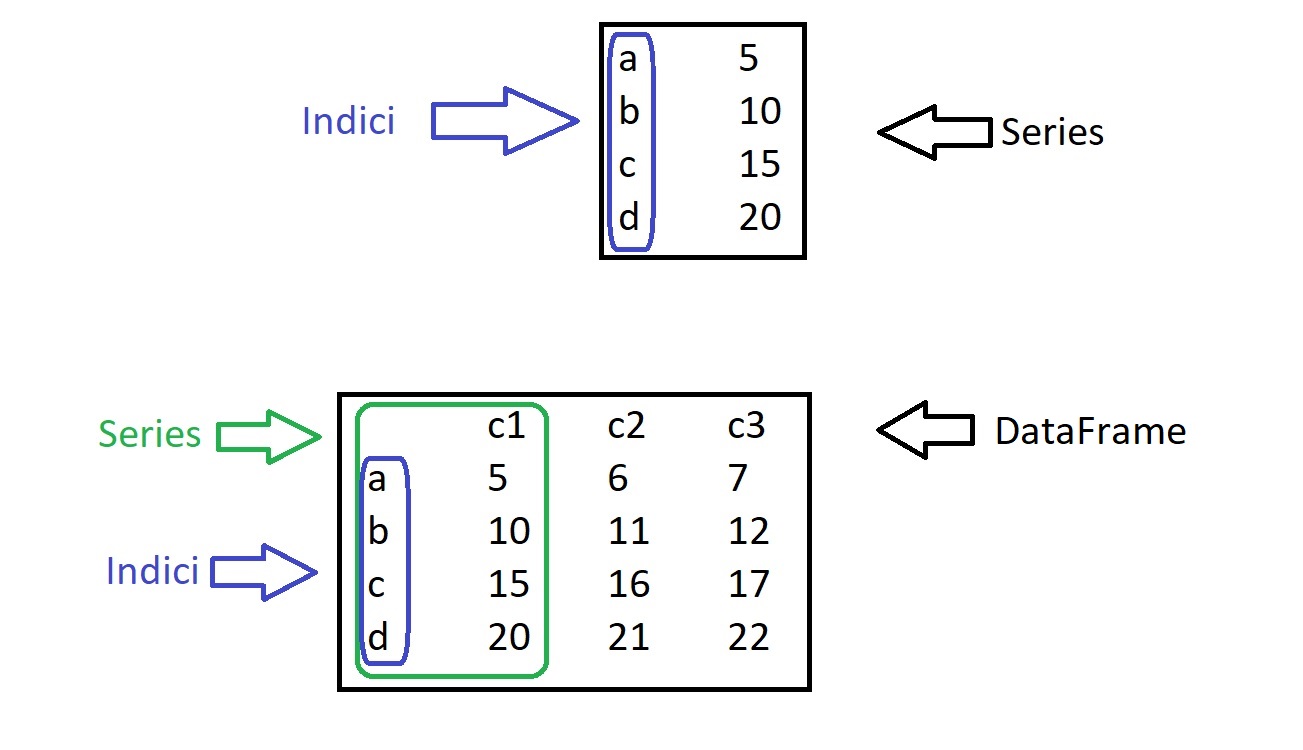 a 5
Indici
b 10
Series
c 15
d 20
Series
c1 c2 c3
DataFrame
a 5 6 7
b 10 11 12
Indici
c 15 16 17
d 20 21 22